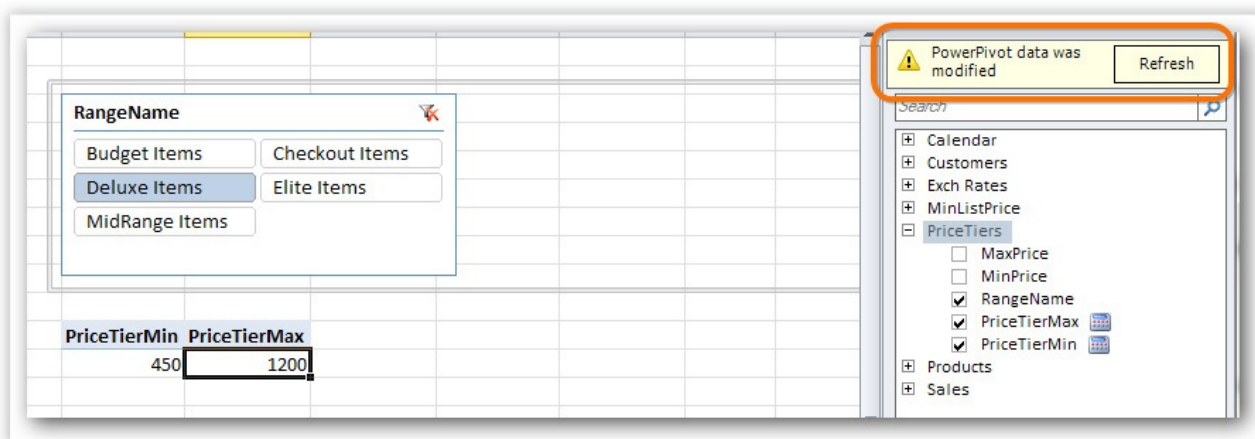 PowerPivot data was
modified
Refresh
Search
RangeName
Budget Items Checkout Items
Deluxe Items Elite Items
MidRange Items
PriceTierMin PriceTierMax
450 1200
Calendar
Customers
Exch Rates
MinListPrice
PriceTiers
MaxPrice
MinPrice
RangeName
PriceTierMax
PriceTierMin
Products
Sales